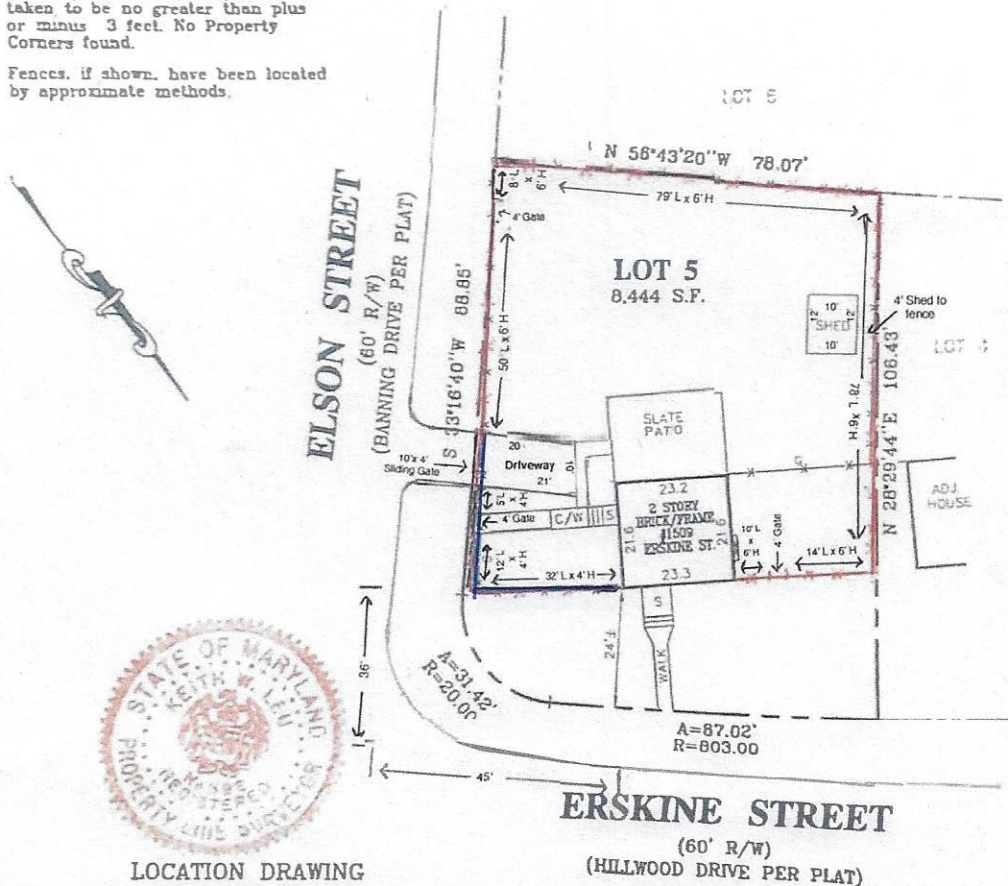 taken to be no greater than plus
or minus 3 feet. No Property
Corners found.
Fences, if shown, have been located
by approximate methods.
LOT 6
N 56°43'20"W 78.07'
8'L x 6'H
79'L x 6'H
4' Gate
ELSON STREET
(60' R/W)
(BANNING DRIVE PER PLAT)
S 33°16'40"W 88.85'
50'L x 6'H
LOT 5
8,444 S.F.
10'
12' SHED 12'
10'
4' Shed to
fence
LOT 4
78'L x 6'H
N 28°29'44"E 106.43'
SLATE
PATIO
10'x 4'
Sliding Gate
20
Driveway
10
21'
5'L x 4'H
4' Gate
C/W
S
12'L x 4'H
32'L x 4'H
23.2
2 STORY
BRICK/FRAME
#1509
ERSKINE ST.
21.6
21.6
23.3
10'L
x
6'H
4' Gate
14'L x 6'H
ADJ.
HOUSE
S
WALK
24'±
36'
A=31.42'
R=20.00'
A=87.02'
R=803.00
45'
STATE OF MARYLAND
KEITH W. LEU
REGISTERED
PROPERTY LINE SURVEYOR
ERSKINE STREET
(60' R/W)
(HILLWOOD DRIVE PER PLAT)
LOCATION DRAWING